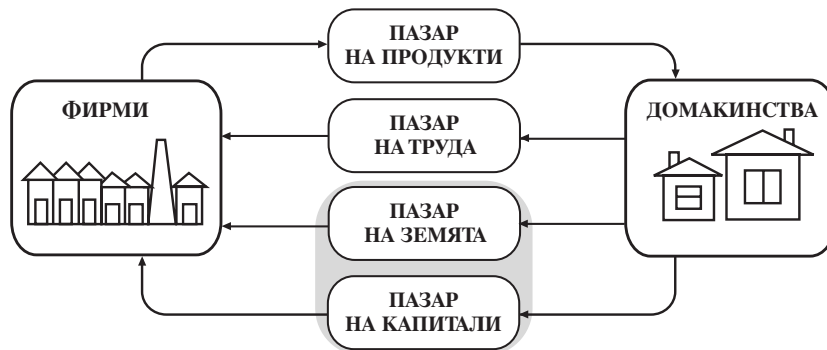 ПАЗАР
НА ПРОДУКТИ
ФИРМИ
ПАЗАР
НА ТРУДА
ДОМАКИНСТВА
ПАЗАР
НА ЗЕМЯТА
ПАЗАР
НА КАПИТАЛИ